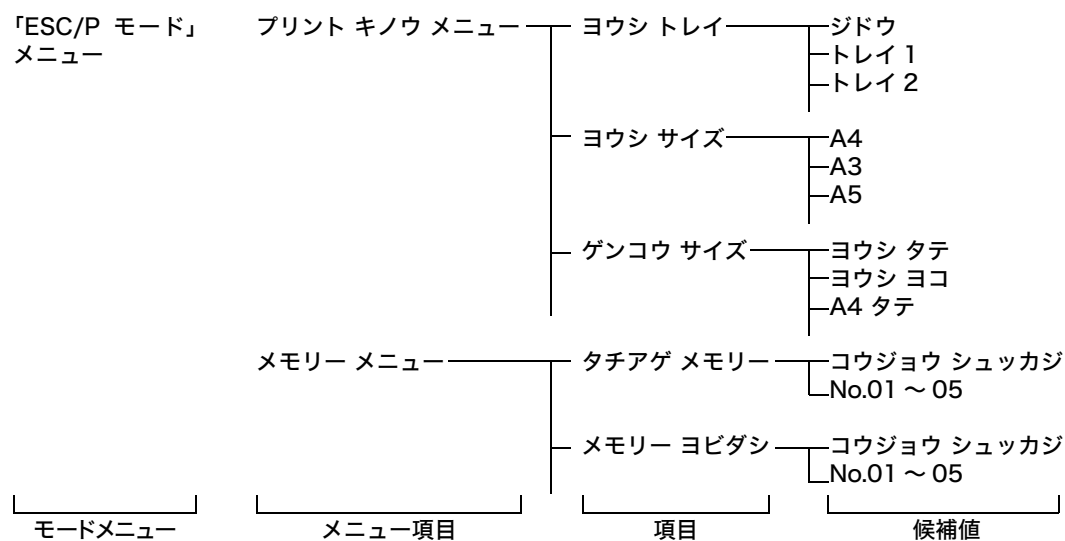 「ESC/P モード」 プリント キノウ メニュー ヨウシ トレイ ジドウ
メニュー トレイ 1
トレイ 2
ヨウシ サイズ A4
A3
A5
ゲンコウ サイズ ヨウシ タテ
ヨウシ ヨコ
A4 タテ
メモリー メニュー タチアゲ メモリー コウジョウ シュッカジ
No.01 ～ 05
メモリー ヨビダシ コウジョウ シュッカジ
No.01 ～ 05
モードメニュー メニュー項目 項目 候補値